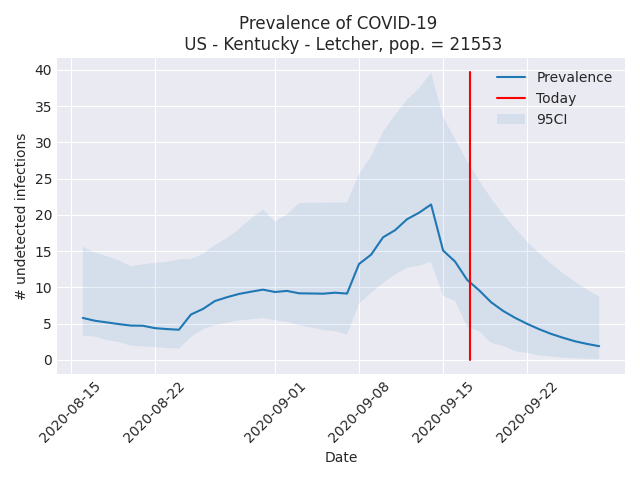 Prevalence of COVID-19
US - Kentucky - Letcher, pop. = 21553
# undetected infections
40
35
30
25
20
15
10
5
0
Prevalence
Today
95CI
2020-08-15
2020-08-22
2020-09-01
2020-09-08
2020-09-15
2020-09-22
Date